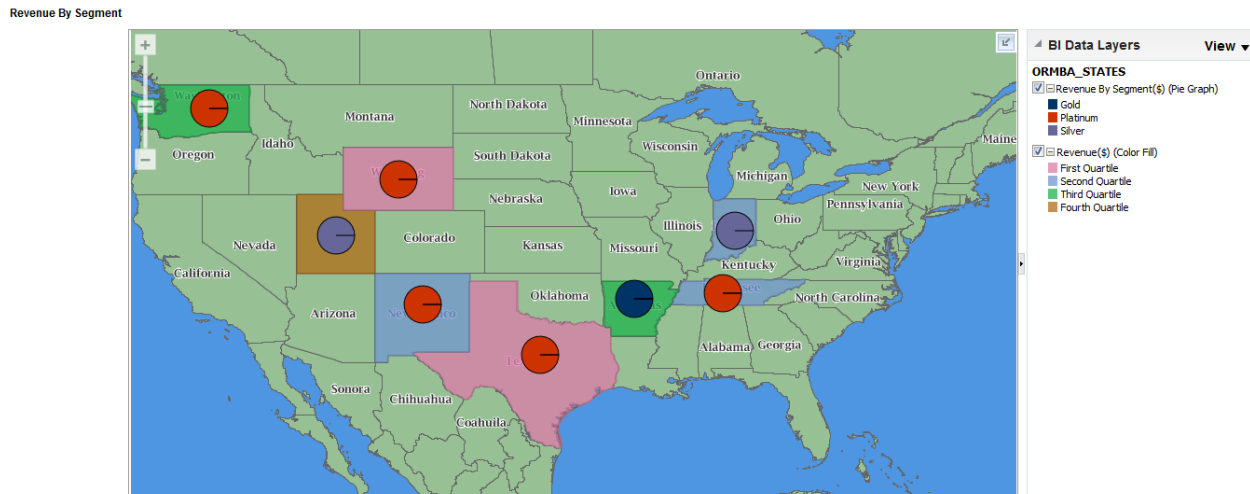 Revenue By Segment
Ontario
North Dakota
Montana
Minnesota
Maine
Oregon
Idaho
South Dakota
Wisconsin
Michigan
New York
Nebraska
Iowa
Pennsylvania
Illinois
Ohio
Nevada
Colorado
Kansas
Missouri
Kentucky
Virginia
California
Oklahoma
North Carolina
Arizona
Alabama
Georgia
Sonora
Chihuahua
Coahuila
BI Data Layers
View
ORMBA_STATES
Revenue By Segment($) (Pie Graph)
Gold
Platinum
Silver
Revenue($) (Color Fill)
First Quartile
Second Quartile
Third Quartile
Fourth Quartile